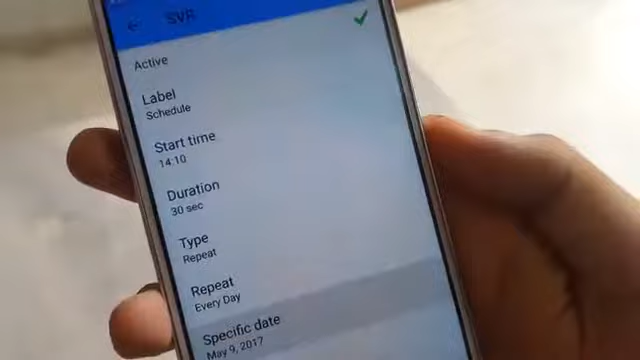 SVR
Active
Label
Schedule
Start time
14:10
Duration
30 sec
Type
Repeat
Repeat
Every Day
Specific date
May 9, 2017